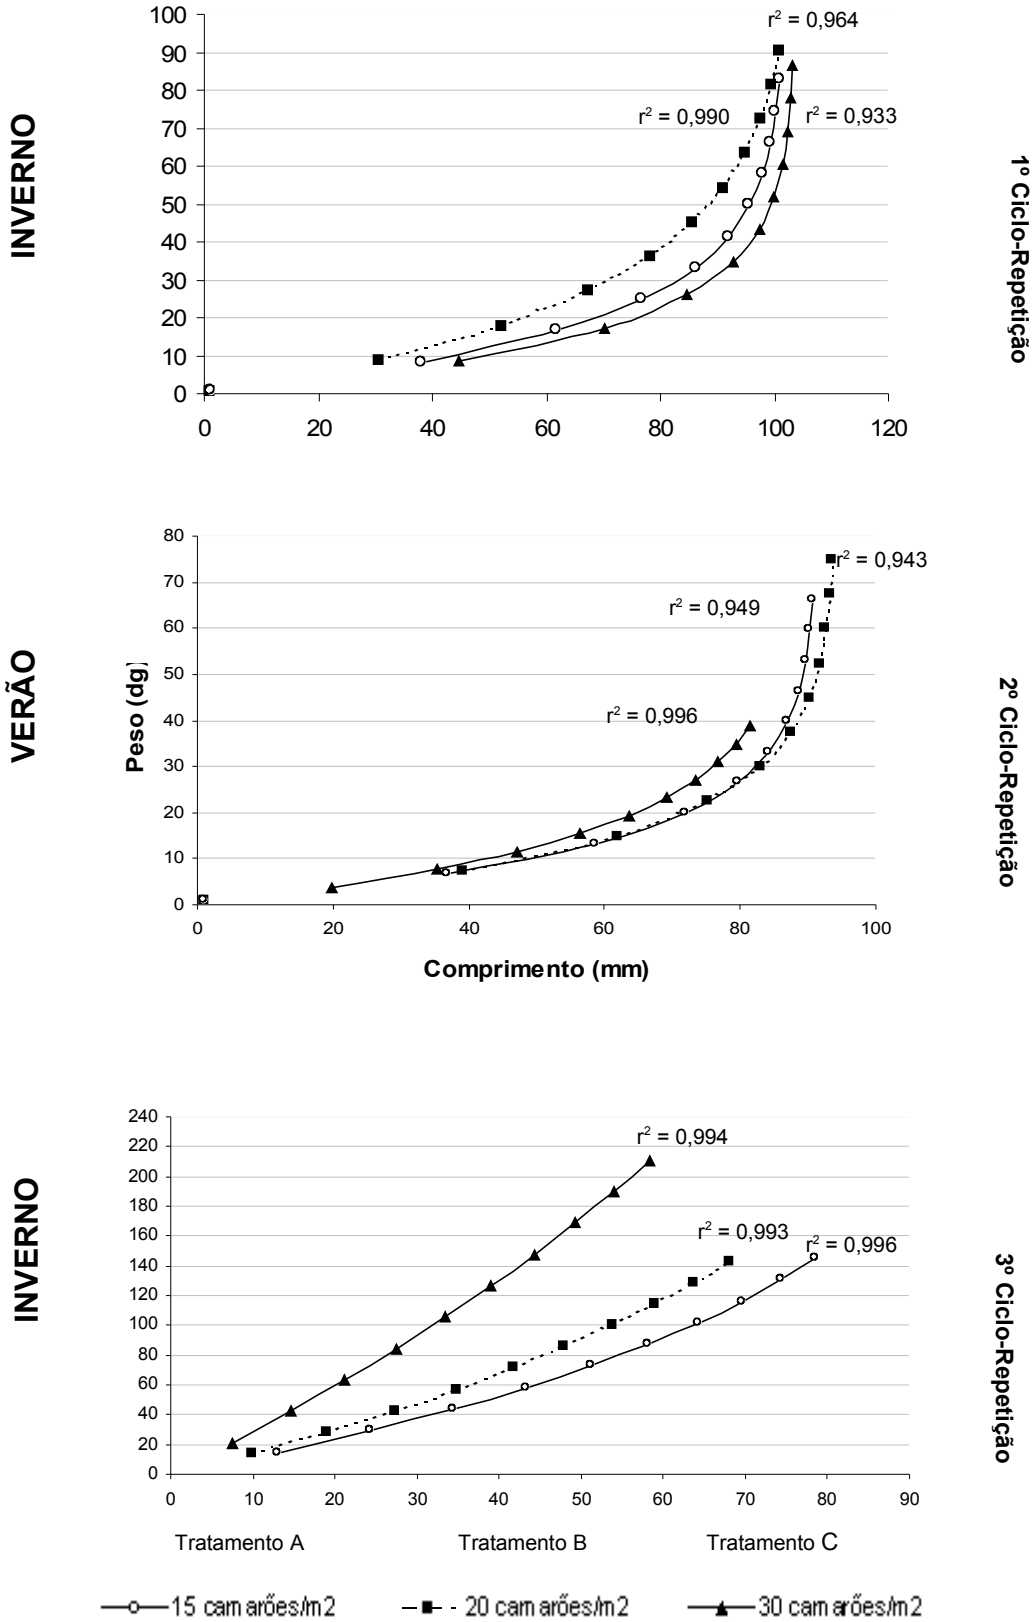 INVERNO
1º Ciclo-Repetição
100
90
80
70
60
50
40
30
20
10
0
r² = 0,964
r² = 0,990
r² = 0,933
0 20 40 60 80 100 120
VERÃO
2º Ciclo-Repetição
Peso (dg)
80
70
60
50
40
30
20
10
0
r² = 0,943
r² = 0,949
r² = 0,996
0 20 40 60 80 100
Comprimento (mm)
INVERNO
3º Ciclo-Repetição
240
220
200
180
160
140
120
100
80
60
40
20
0
r² = 0,994
r² = 0,993
r² = 0,996
0 10 20 30 40 50 60 70 80 90
Tratamento A Tratamento B Tratamento C
15 camarões/m2 20 camarões/m2 30 camarões/m2